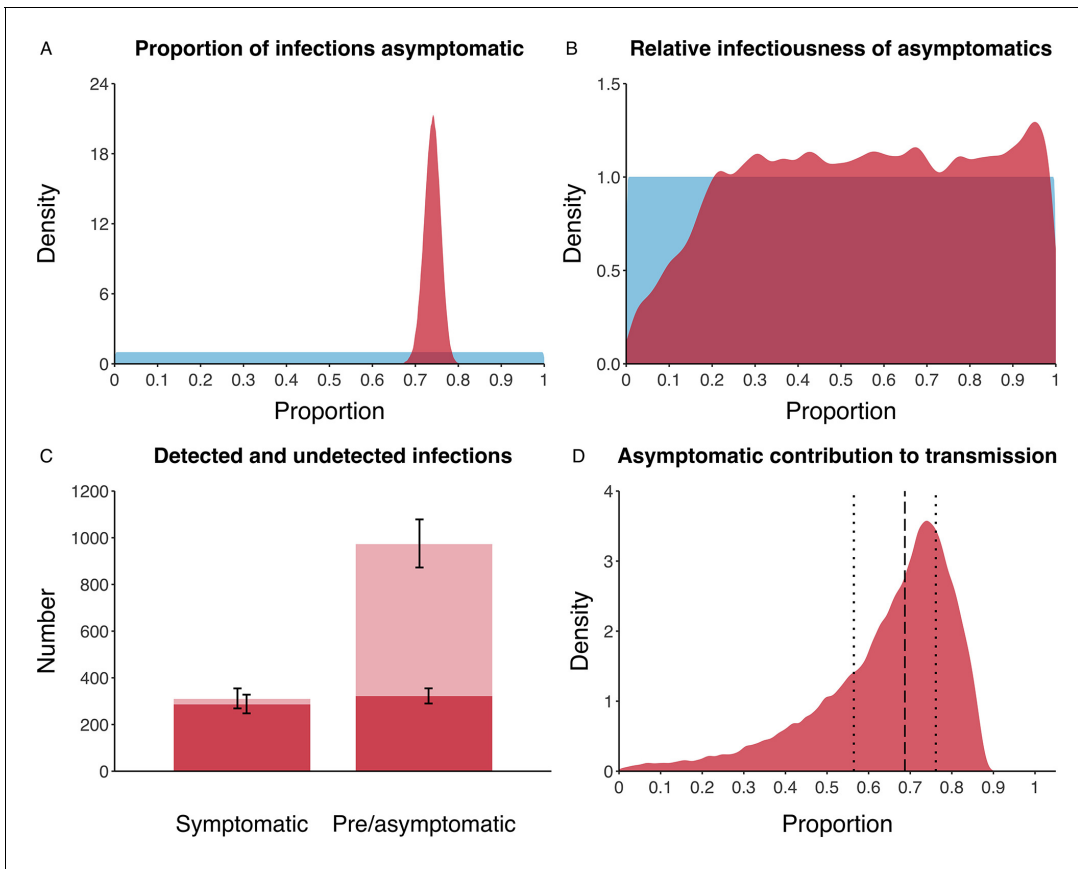 A Proportion of infections asymptomatic
24
18
12
6
0
Density
0 0.1 0.2 0.3 0.4 0.5 0.6 0.7 0.8 0.9 1
Proportion
B Relative infectiousness of asymptomatics
1.5
1.0
0.5
0.0
Density
0 0.1 0.2 0.3 0.4 0.5 0.6 0.7 0.8 0.9 1
Proportion
C Detected and undetected infections
1200
1000
800
600
400
200
0
Number
Symptomatic Pre/asymptomatic
D Asymptomatic contribution to transmission
4
3
2
1
0
Density
0 0.1 0.2 0.3 0.4 0.5 0.6 0.7 0.8 0.9 1
Proportion